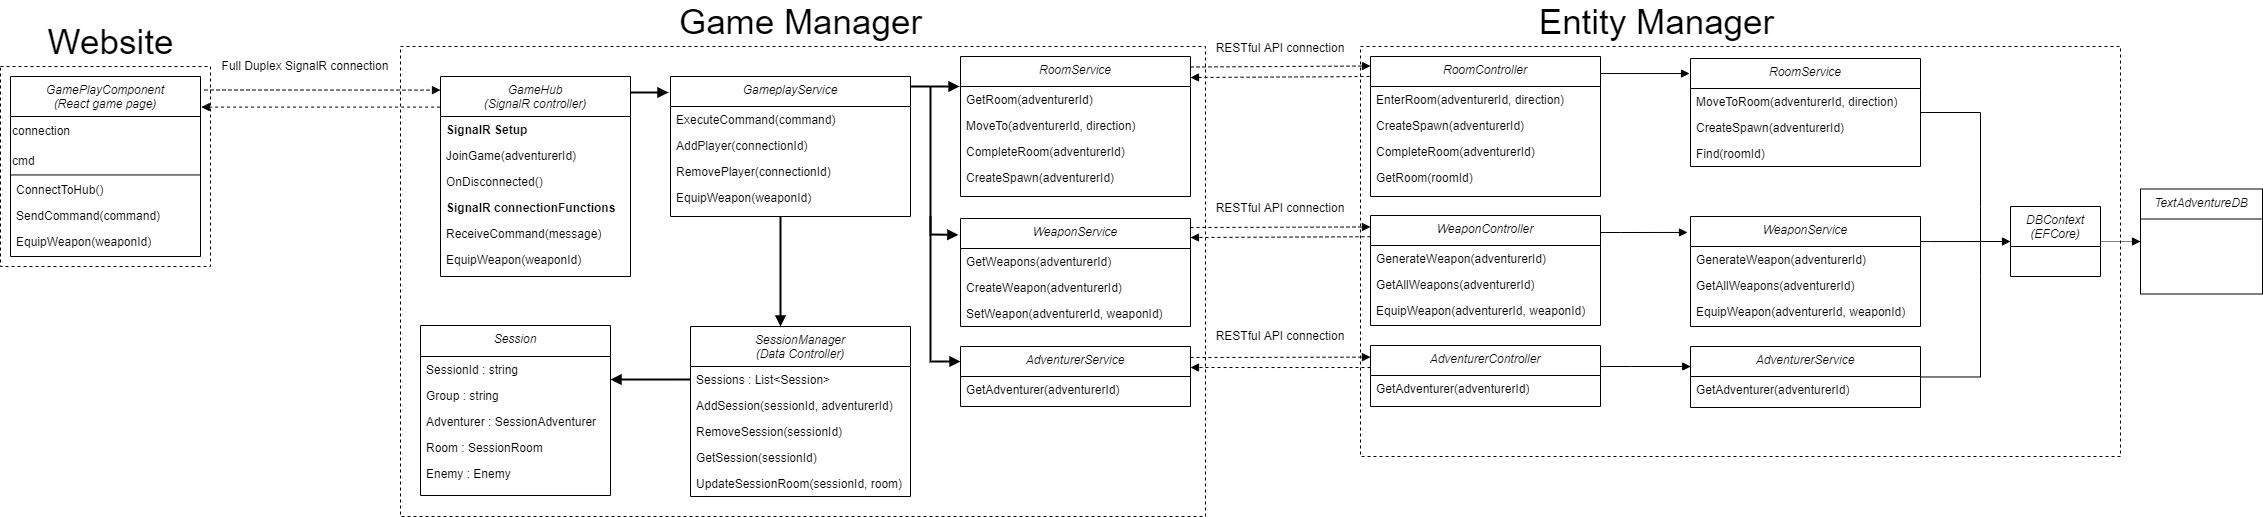 Website
Game Manager
Entity Manager
GamePlayComponent
(React game page)
connection
cmd
ConnectToHub()
SendCommand(command)
EquipWeapon(weaponId)
Full Duplex SignalR connection
GameHub
(SignalR controller)
SignalR Setup
JoinGame(adventurerId)
OnDisconnected()
SignalR connectionFunctions
ReceiveCommand(message)
EquipWeapon(weaponId)
GameplayService
ExecuteCommand(command)
AddPlayer(connectionId)
RemovePlayer(connectionId)
EquipWeapon(weaponId)
Session
SessionId : string
Group : string
Adventurer : SessionAdventurer
Room : SessionRoom
Enemy : Enemy
SessionManager
(Data Controller)
Sessions : List<Session>
AddSession(sessionId, adventurerId)
RemoveSession(sessionId)
GetSession(sessionId)
UpdateSessionRoom(sessionId, room)
RoomService
GetRoom(adventurerId)
MoveTo(adventurerId, direction)
CompleteRoom(adventurerId)
CreateSpawn(adventurerId)
WeaponService
GetWeapons(adventurerId)
CreateWeapon(adventurerId)
SetWeapon(adventurerId, weaponId)
AdventurerService
GetAdventurer(adventurerId)
RESTful API connection
RESTful API connection
RESTful API connection
RoomController
EnterRoom(adventurerId, direction)
CreateSpawn(adventurerId)
CompleteRoom(adventurerId)
GetRoom(roomId)
WeaponController
GenerateWeapon(adventurerId)
GetAllWeapons(adventurerId)
EquipWeapon(adventurerId, weaponId)
AdventurerController
GetAdventurer(adventurerId)
RoomService
MoveToRoom(adventurerId, direction)
CreateSpawn(adventurerId)
Find(roomId)
WeaponService
GenerateWeapon(adventurerId)
GetAllWeapons(adventurerId)
EquipWeapon(adventurerId, weaponId)
AdventurerService
GetAdventurer(adventurerId)
DBContext
(EFCore)
TextAdventureDB